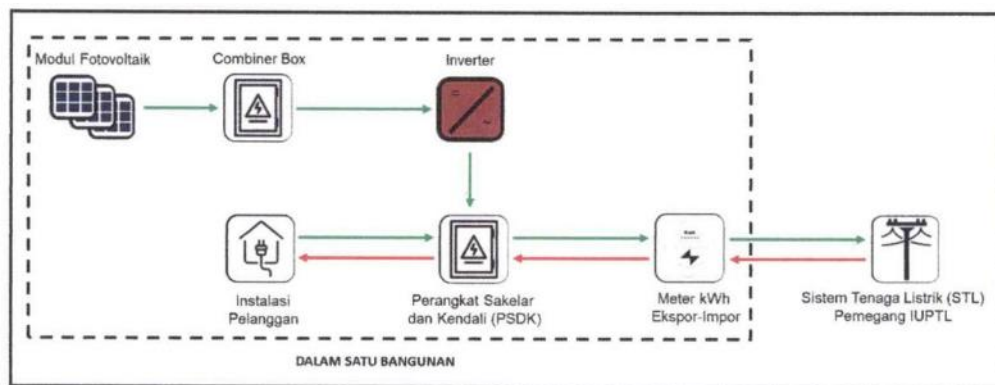 Modul Fotovoltaik
Combiner Box
Inverter
Instalasi
Pelanggan
Perangkat Sakelar
dan Kendali (PSDK)
Meter kWh
Ekspor-Impor
Sistem Tenaga Listrik (STL)
Pemegang IUPTL
DALAM SATU BANGUNAN